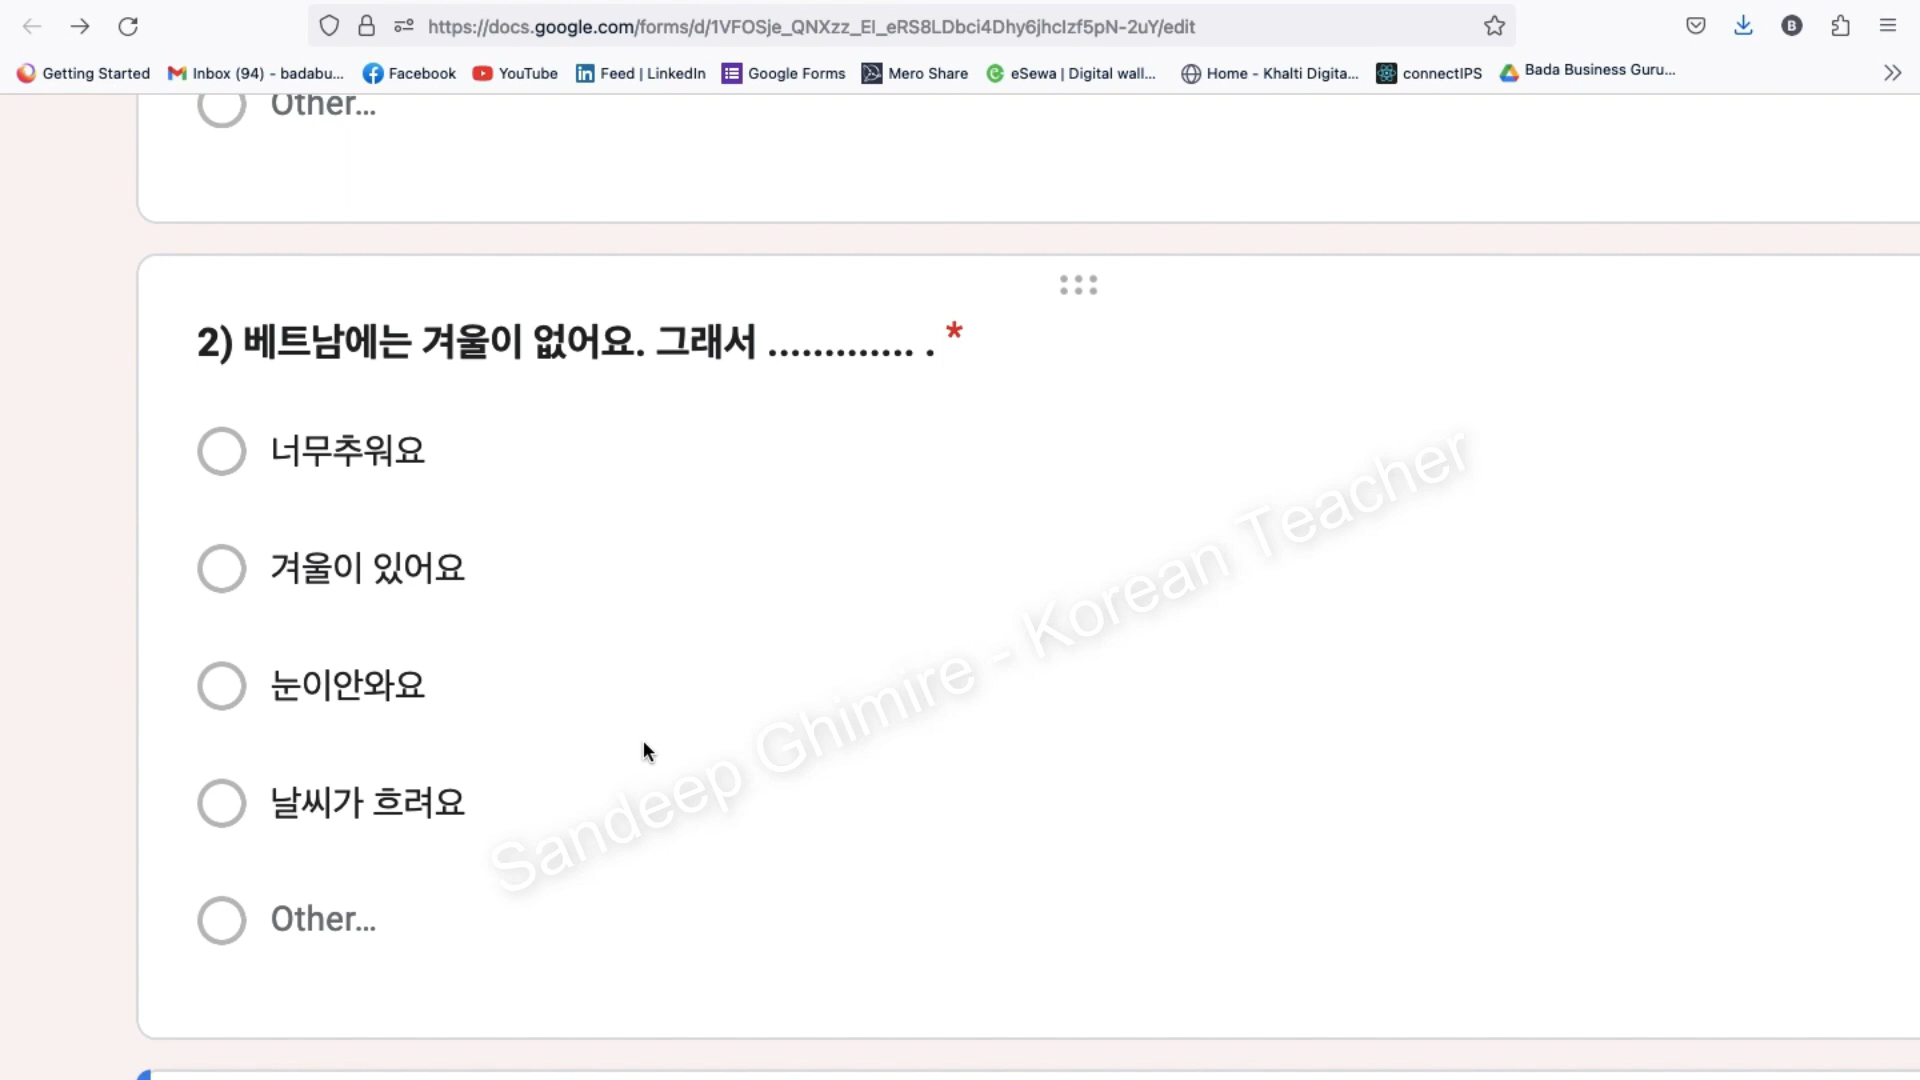 https://docs.google.com/forms/d/1VFOSje_QNXzz_El_eRS8LDbci4Dhy6jhcIzf5pN-2uY/edit
B
Getting Started
Inbox (94) - badabu...
Facebook
YouTube
Feed | LinkedIn
Google Forms
Mero Share
eSewa | Digital wall...
Home - Khalti Digita...
connectIPS
Bada Business Guru...
Other...
2) 베트남에는 겨울이 없어요. 그래서 ............. . *
너무추워요
겨울이 있어요
눈이안와요
날씨가 흐려요
Other...
Sandeep Ghimire - Korean Teacher